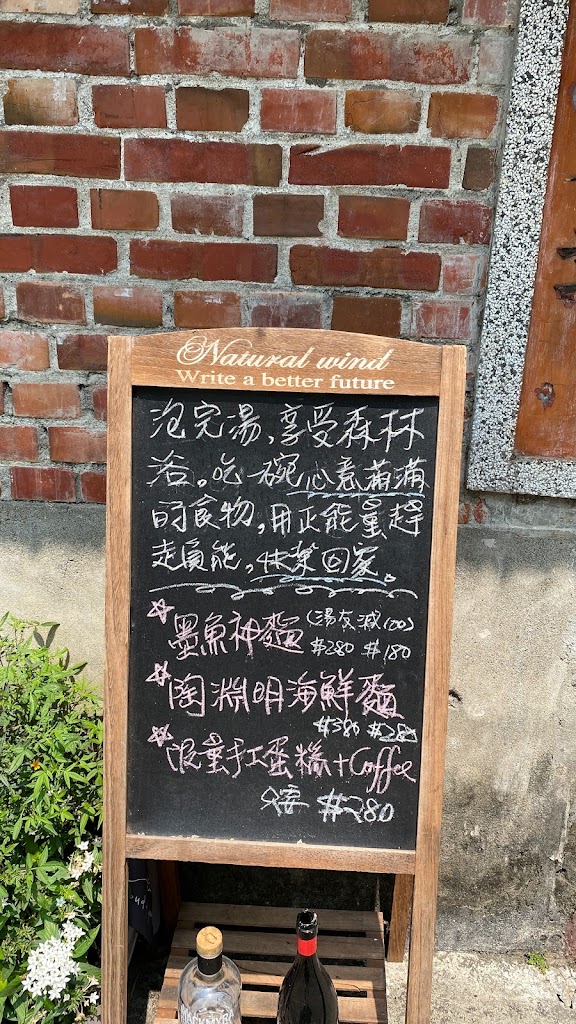 Natural wind
Write a better future
泡完湯,享受森林
浴。吃一碗心意滿滿
的食物,用正能量趕
走負能,快樂回家。
☆墨魚神麵(湯友減100)
$280 $180
☆陶淵明海鮮麵
$380 $280
☆限量手工蛋糕+Coffee
$280